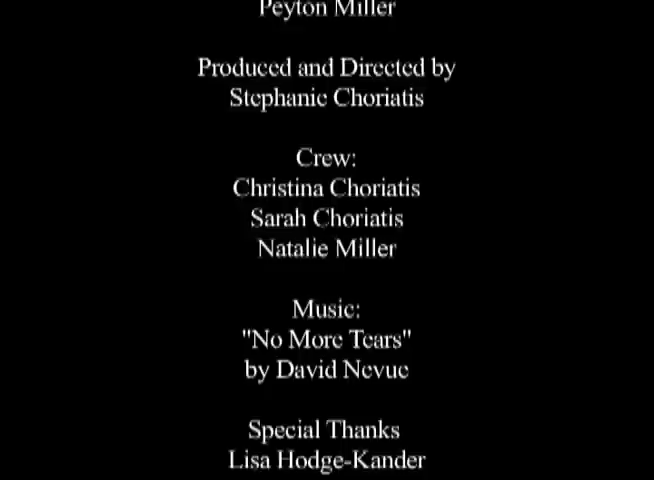 Peyton Miller
Produced and Directed by
Stephanie Choriatis
Crew:
Christina Choriatis
Sarah Choriatis
Natalie Miller
Music:
"No More Tears"
by David Nevue
Special Thanks
Lisa Hodge-Kander